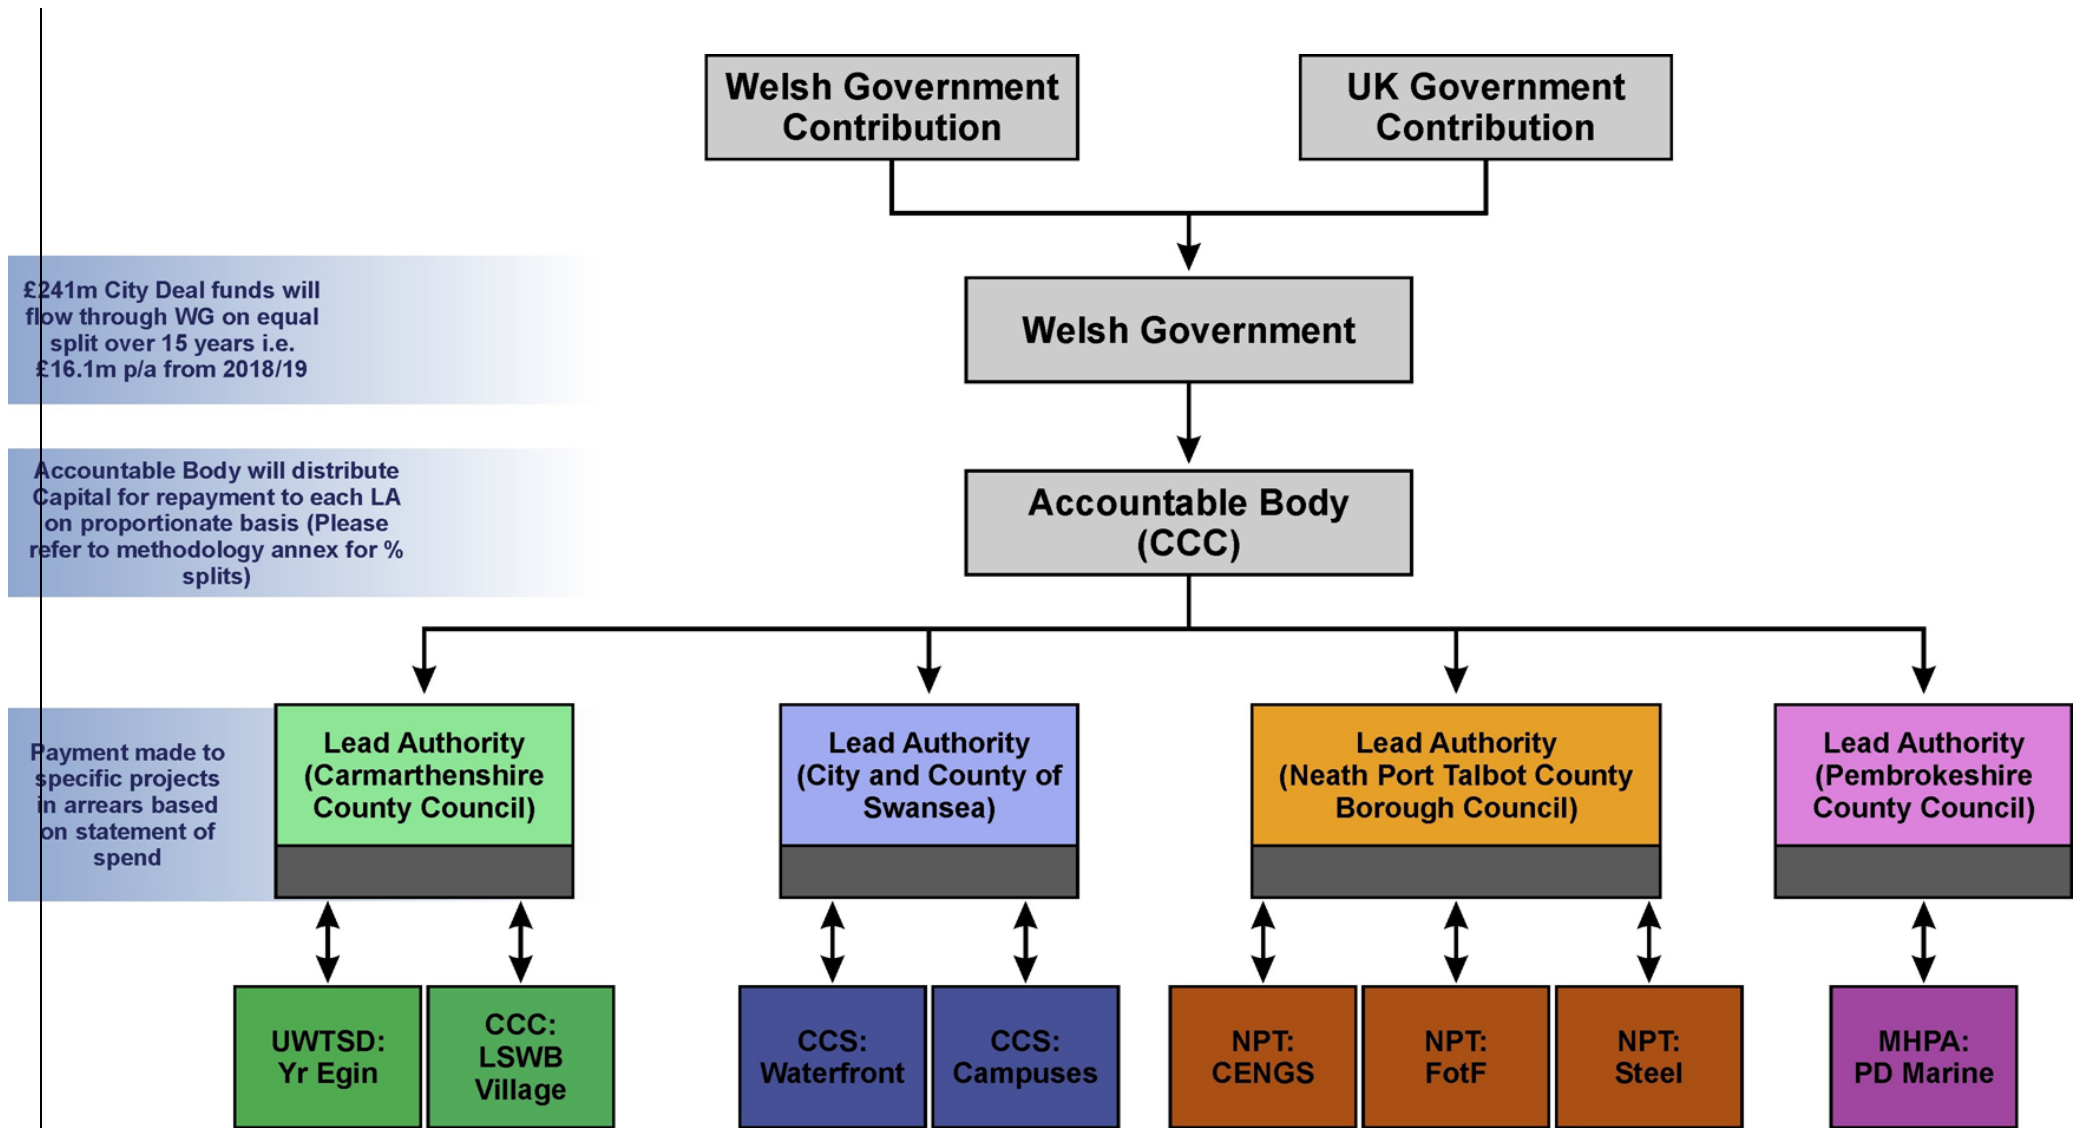 Welsh Government
Contribution
UK Government
Contribution
£241m City Deal funds will
flow through WG on equal
split over 15 years i.e.
£16.1m p/a from 2018/19
Welsh Government
Accountable Body will distribute
Capital for repayment to each LA
on proportionate basis (Please
refer to methodology annex for %
splits)
Accountable Body
(CCC)
Payment made to
specific projects
in arrears based
on statement of
spend
Lead Authority
(Carmarthenshire
County Council)
Lead Authority
(City and County of
Swansea)
Lead Authority
(Neath Port Talbot County
Borough Council)
Lead Authority
(Pembrokeshire
County Council)
UWTSD:
Yr Egin
CCC:
LSWB
Village
CCS:
Waterfront
CCS:
Campuses
NPT:
CENGS
NPT:
FotF
NPT:
Steel
MHPA:
PD Marine